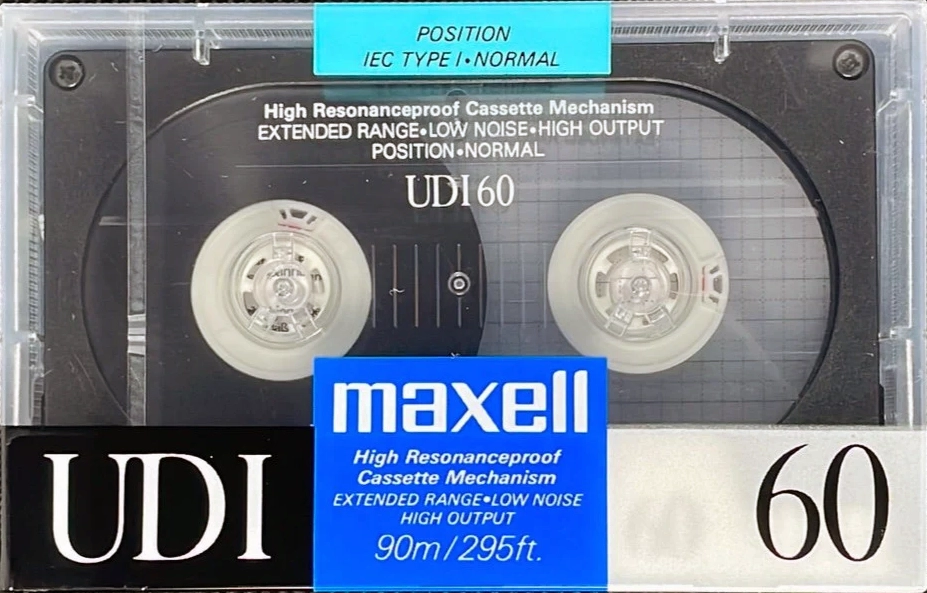 POSITION
IEC TYPE I•NORMAL
High Resonanceproof Cassette Mechanism
EXTENDED RANGE•LOW NOISE•HIGH OUTPUT
POSITION•NORMAL
UDI 60
maxell
High Resonanceproof
Cassette Mechanism
EXTENDED RANGE•LOW NOISE
HIGH OUTPUT
90m/295ft.
UDI
60